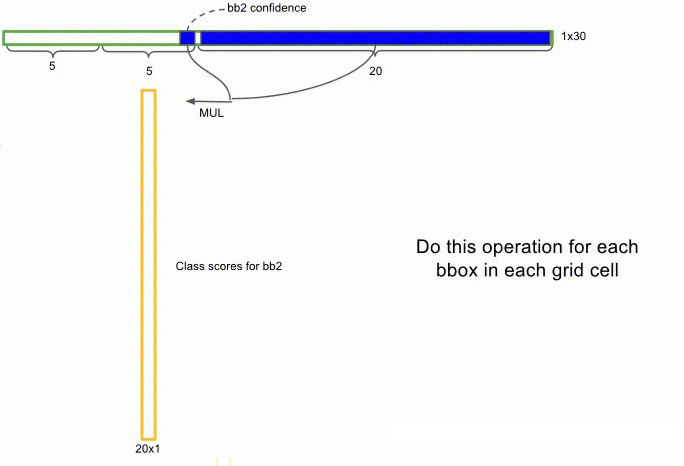 bb2 confidence
1x30
5
5
20
MUL
Class scores for bb2
Do this operation for each
bbox in each grid cell
20x1